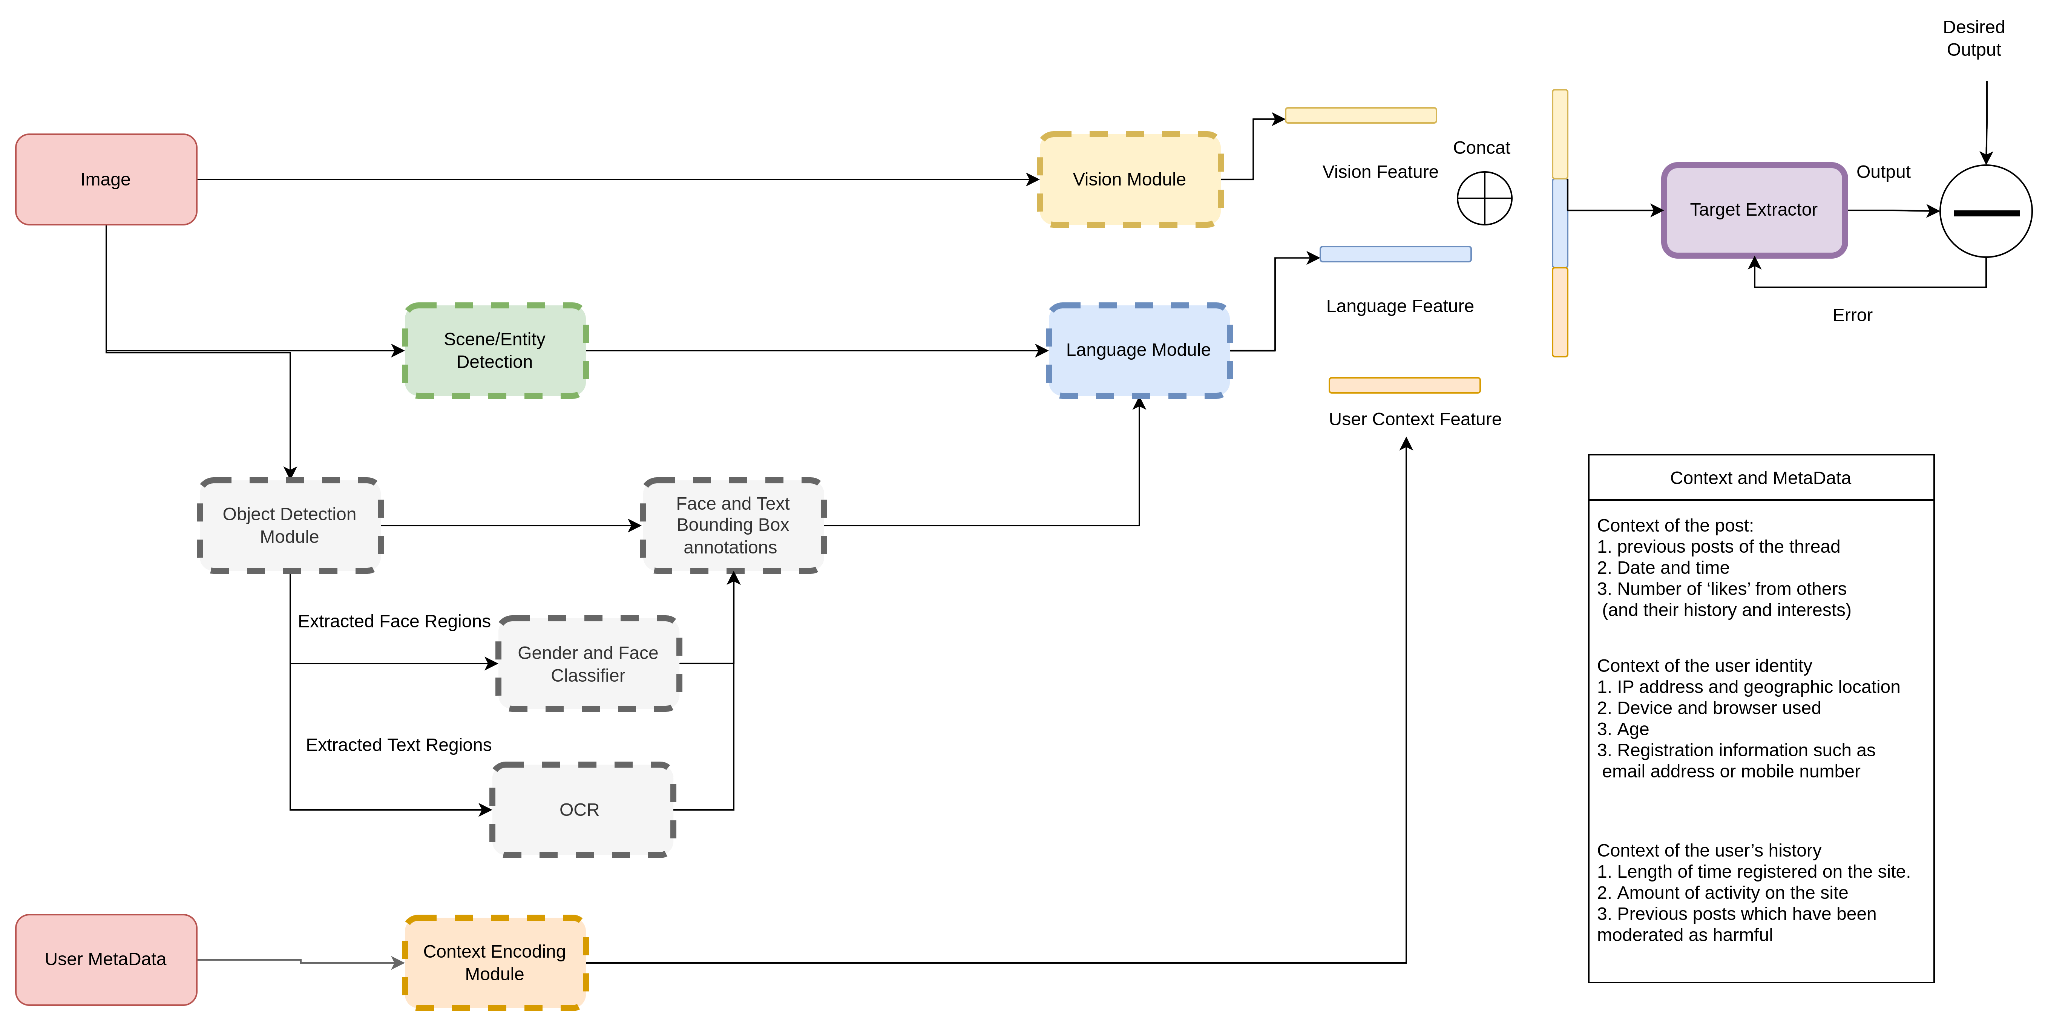 Desired
Output
Image
Vision Module
Vision Feature
Concat
Target Extractor
Output
Error
Scene/Entity
Detection
Language Module
Language Feature
User Context Feature
Object Detection
Module
Face and Text
Bounding Box
annotations
Extracted Face Regions
Gender and Face
Classifier
Extracted Text Regions
OCR
User MetaData
Context Encoding
Module
Context and MetaData
Context of the post:
1. previous posts of the thread
2. Date and time
3. Number of ‘likes’ from others
(and their history and interests)
Context of the user identity
1. IP address and geographic location
2. Device and browser used
3. Age
3. Registration information such as
email address or mobile number
Context of the user’s history
1. Length of time registered on the site.
2. Amount of activity on the site
3. Previous posts which have been
moderated as harmful